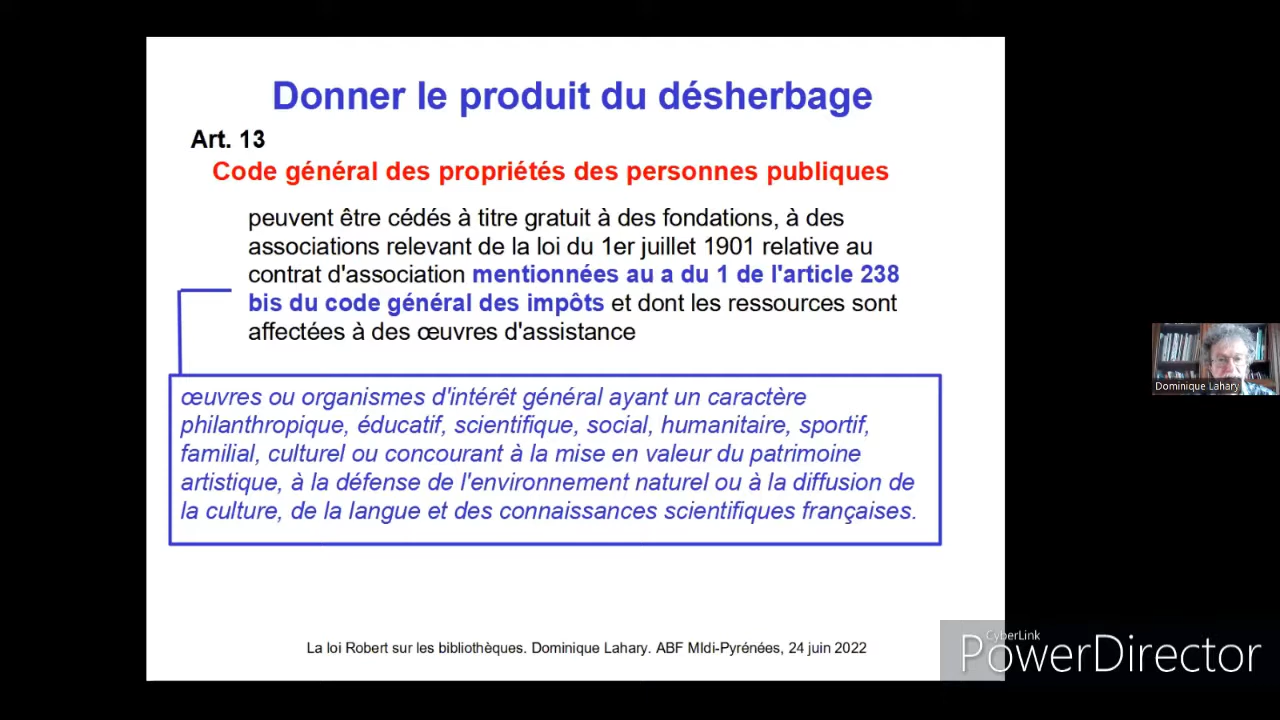 Donner le produit du désherbage
Art. 13
Code général des propriétés des personnes publiques
peuvent être cédés à titre gratuit à des fondations, à des
associations relevant de la loi du 1er juillet 1901 relative au
contrat d'association mentionnées au a du 1 de l'article 238
bis du code général des impôts et dont les ressources sont
affectées à des œuvres d'assistance
œuvres ou organismes d'intérêt général ayant un caractère
philanthropique, éducatif, scientifique, social, humanitaire, sportif,
familial, culturel ou concourant à la mise en valeur du patrimoine
artistique, à la défense de l'environnement naturel ou à la diffusion de
la culture, de la langue et des connaissances scientifiques françaises.
La loi Robert sur les bibliothèques. Dominique Lahary. ABF MIdi-Pyrénées, 24 juin 2022
Dominique Lahary
CyberLink
PowerDirector